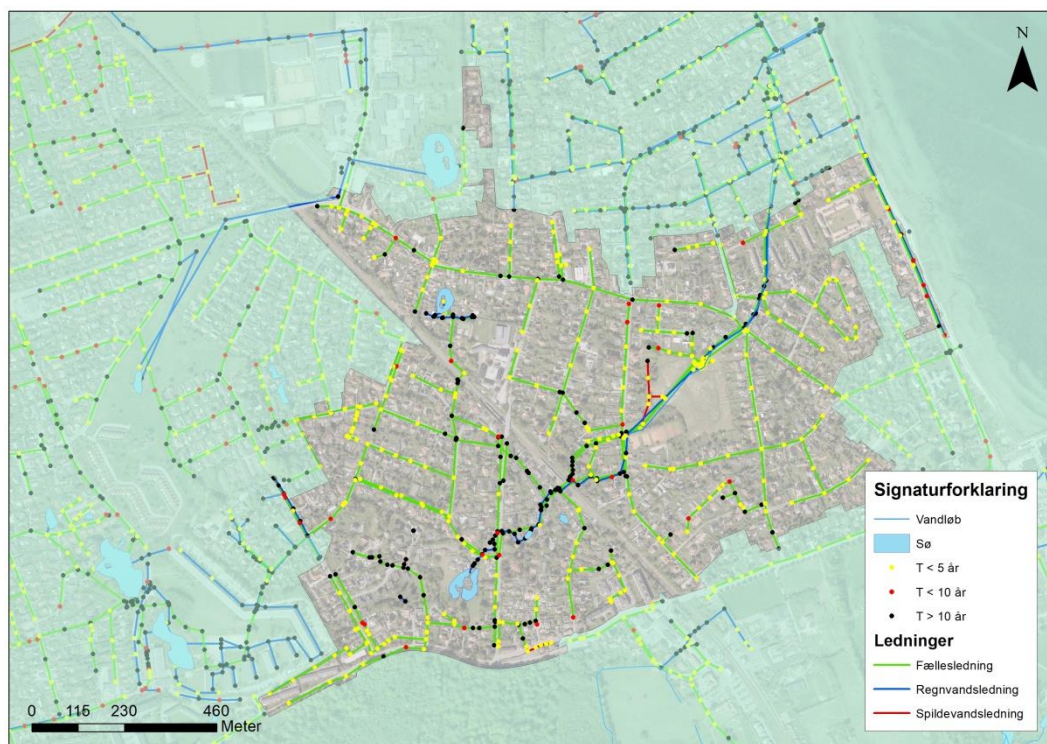 N
Signaturforklaring
Vandløb
Sø
T < 5 år
T < 10 år
T > 10 år
Ledninger
Fællesledning
Regnvandsledning
Spildevandsledning
0 115 230 460
Meter